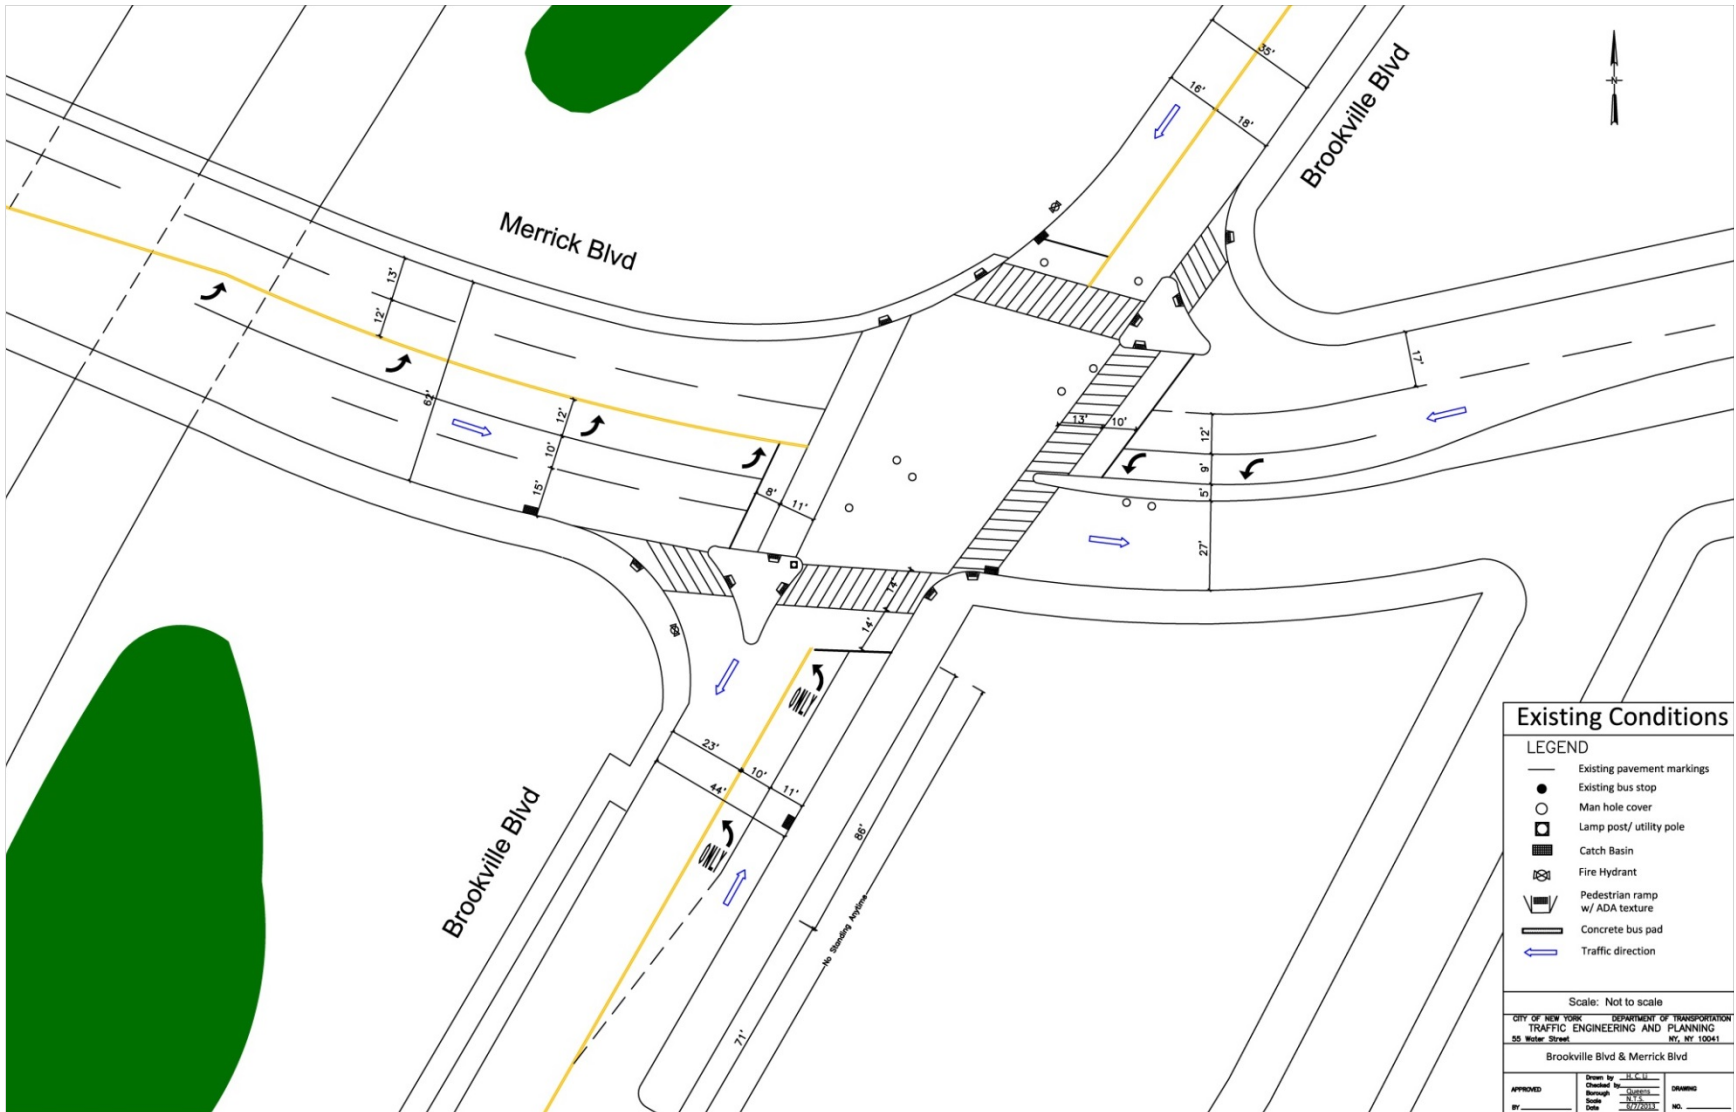 Brookville Blvd
35'
16'
18'
Merrick Blvd
13'
12'
62'
12'
10'
15'
8'
11'
13'
10'
17'
12'
9'
5'
27'
14'
14'
ONLY
23'
10'
11'
44'
ONLY
86'
71'
No Standing Anytime
Brookville Blvd
N
Existing Conditions
LEGEND
Existing pavement markings
Existing bus stop
Man hole cover
Lamp post/ utility pole
Catch Basin
Fire Hydrant
Pedestrian ramp
w/ ADA texture
Concrete bus pad
Traffic direction
Scale: Not to scale
CITY OF NEW YORK DEPARTMENT OF TRANSPORTATION
TRAFFIC ENGINEERING AND PLANNING
55 Water Street NY, NY 10041
Brookville Blvd & Merrick Blvd
APPROVED
BY
Drawn by H.C.U
Checked by
Borough Queens
Scale N.T.S.
Date 6/7/2013
DRAWING
NO.